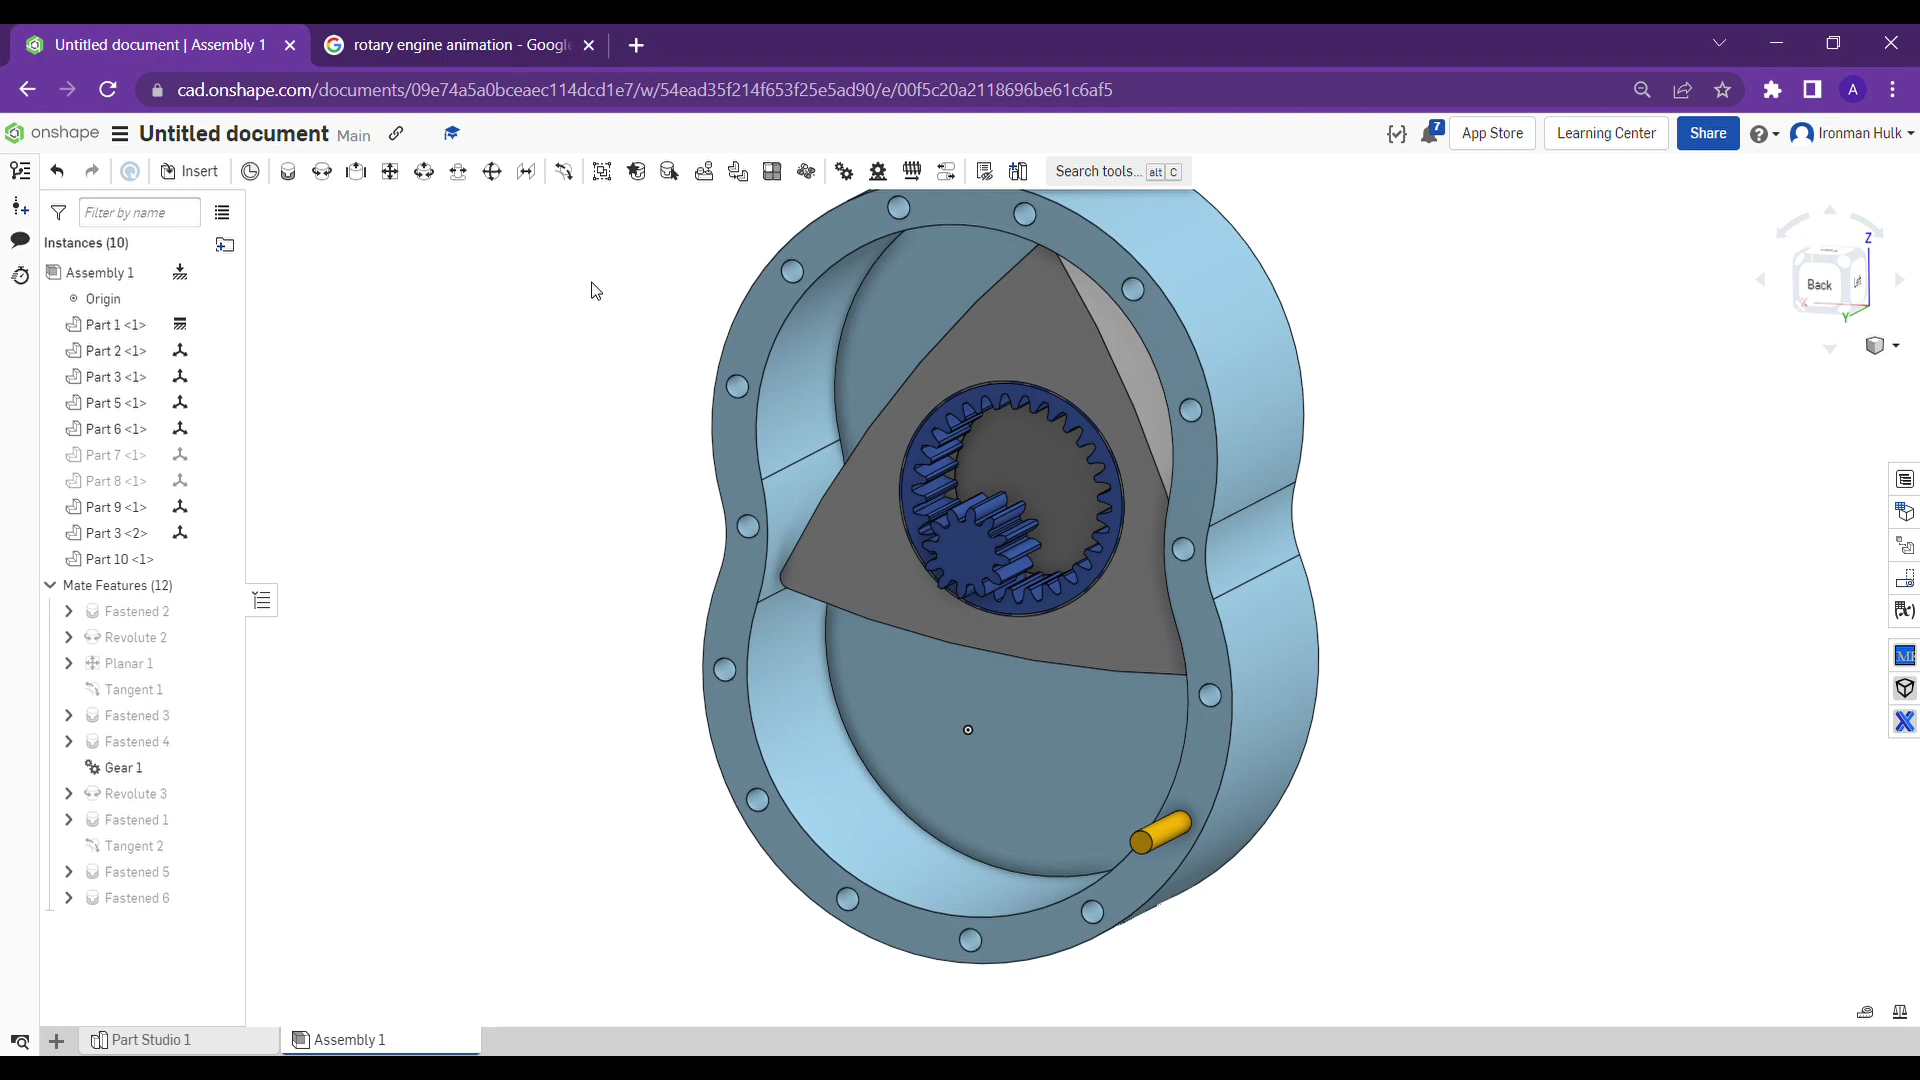 Untitled document | Assembly 1
rotary engine animation - Google
cad.onshape.com/documents/09e74a5a0bceaec114dcd1e7/w/54ead35f214f653f25e5ad90/e/00f5c20a2118696be61c6af5
A
onshape Untitled document Main
7
App Store
Learning Center
Share
Ironman Hulk
Insert
Search tools... alt C
Filter by name
Instances (10)
Assembly 1
Origin
Part 1 <1>
Part 2 <1>
Part 3 <1>
Part 5 <1>
Part 6 <1>
Part 7 <1>
Part 8 <1>
Part 9 <1>
Part 3 <2>
Part 10 <1>
Mate Features (12)
Fastened 2
Revolute 2
Planar 1
Tangent 1
Fastened 3
Fastened 4
Gear 1
Revolute 3
Fastened 1
Tangent 2
Fastened 5
Fastened 6
Z
Back
Left
X
Y
Part Studio 1
Assembly 1